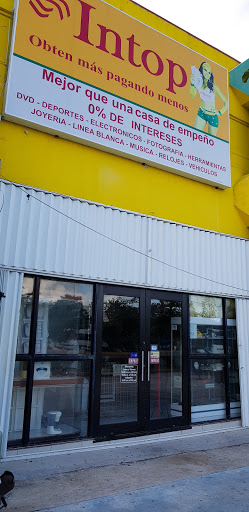 Intop
Obten más pagando menos
Mejor que una casa de empeño
0% DE INTERESES
DVD - DEPORTES - ELECTRONICOS - FOTOGRAFIA - HERRAMIENTAS
JOYERIA - LINEA BLANCA - MUSICA - RELOJES - VEHICULOS